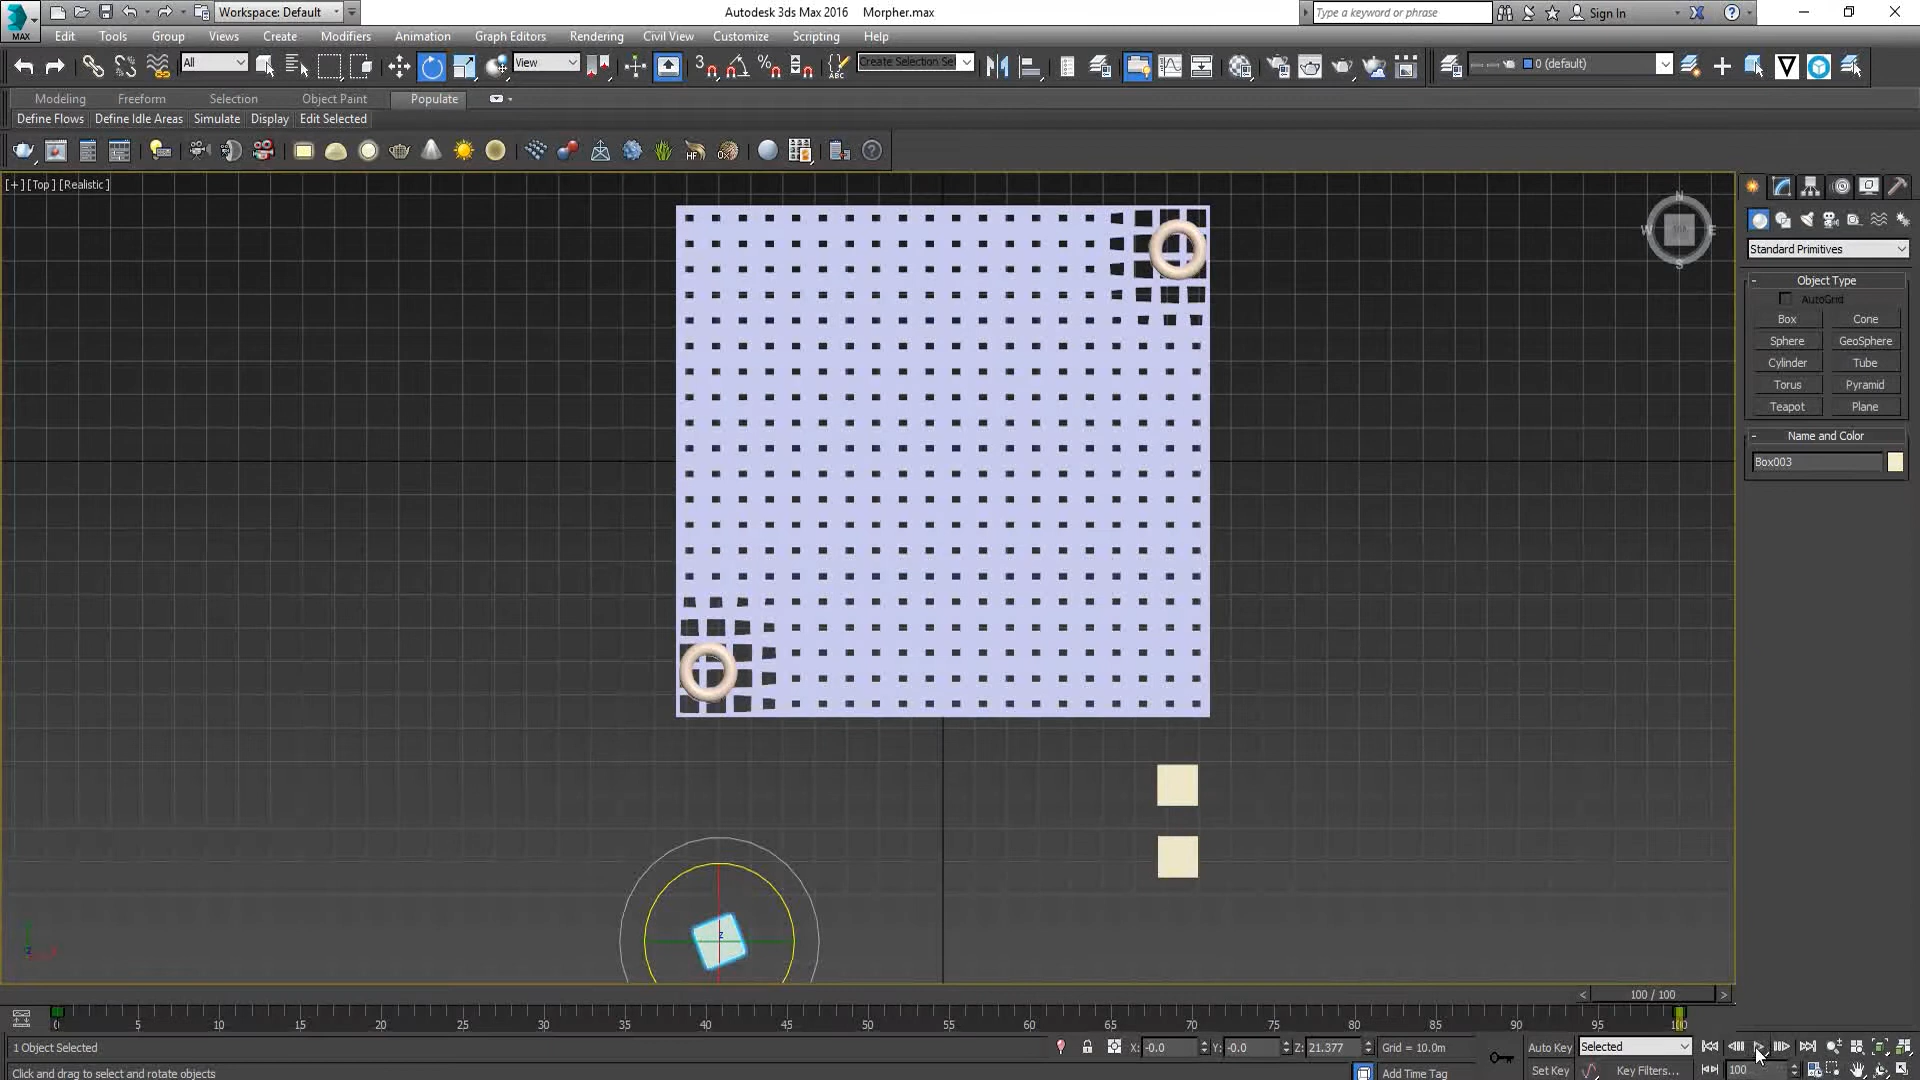 Workspace: Default
Autodesk 3ds Max 2016 Morpher.max
Type a keyword or phrase
Sign In
MAX
Edit Tools Group Views Create Modifiers Animation Graph Editors Rendering Civil View Customize Scripting Help
All
View
Create Selection Set
0 (default)
Modeling Freeform Selection Object Paint Populate
Define Flows Define Idle Areas Simulate Display Edit Selected
[+] [Top] [Realistic]
N
W E
S
Standard Primitives
- Object Type
AutoGrid
Box Cone
Sphere GeoSphere
Cylinder Tube
Torus Pyramid
Teapot Plane
- Name and Color
Box003
z
< 100 / 100 >
0 5 10 15 20 25 30 35 40 45 50 55 60 65 70 75 80 85 90 95 100
1 Object Selected
X: -0.0 Y: -0.0 Z: 21.377 Grid = 10.0m
Auto Key Selected
Click and drag to select and rotate objects
Add Time Tag
Set Key Key Filters...
100